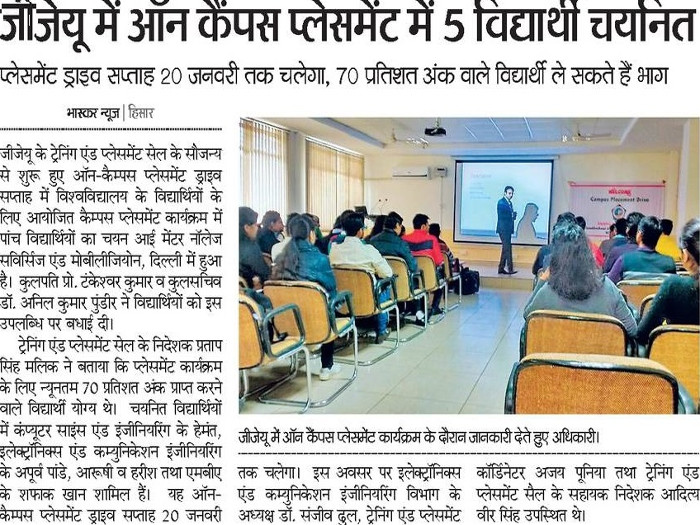 जीजेयू में ऑन कैंपस प्लेसमेंट में 5 विद्यार्थी चयनित
प्लेसमेंट ड्राइव सप्ताह 20 जनवरी तक चलेगा, 70 प्रतिशत अंक वाले विद्यार्थी ले सकते हैं भाग
भास्कर न्यूज | हिसार
जीजेयू के ट्रेनिंग एंड प्लेसमेंट सेल के सौजन्य
से शुरू हुए ऑन-कैम्पस प्लेसमेंट ड्राइव
सप्ताह में विश्वविद्यालय के विद्यार्थियों के
लिए आयोजित कैम्पस प्लेसमेंट कार्यक्रम में
पांच विद्यार्थियों का चयन आई मेंटर नॉलेज
सर्विसिज एंड मोबीलीजियोन, दिल्ली में हुआ
है। कुलपति प्रो. टंकेश्वर कुमार व कुलसचिव
डॉ. अनिल कुमार पुंडीर ने विद्यार्थियों को इस
उपलब्धि पर बधाई दी।
ट्रेनिंग एंड प्लेसमेंट सेल के निदेशक प्रताप
सिंह मलिक ने बताया कि प्लेसमेंट कार्यक्रम
के लिए न्यूनतम 70 प्रतिशत अंक प्राप्त करने
वाले विद्यार्थी योग्य थे। चयनित विद्यार्थियों
में कंप्यूटर साइंस एंड इंजीनियरिंग के हेमंत,
इलेक्ट्रॉनिक्स एंड कम्युनिकेशन इंजीनियरिंग
के अपूर्व पांडे, आरूषी व हरीश तथा एमबीए
के शफाक खान शामिल हैं। यह ऑन-
कैम्पस प्लेसमेंट ड्राइव सप्ताह 20 जनवरी
Campus Placement Drive
जीजेयू में ऑन कैंपस प्लेसमेंट कार्यक्रम के दौरान जानकारी देते हुए अधिकारी।
तक चलेगा। इस अवसर पर इलेक्ट्रॉनिक्स
एंड कम्युनिकेशन इंजीनियरिंग विभाग के
अध्यक्ष डॉ. संजीव ढुल, ट्रेनिंग एंड प्लेसमेंट
कॉर्डिनेटर अजय पूनिया तथा ट्रेनिंग एंड
प्लेसमेंट सैल के सहायक निदेशक आदित्य
वीर सिंह उपस्थित थे।